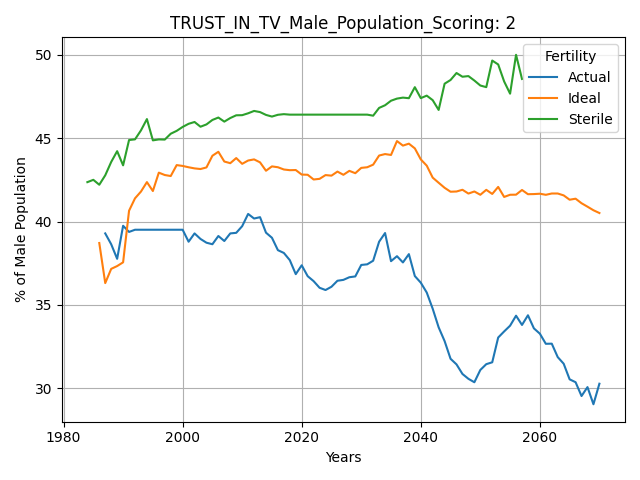 TRUST_IN_TV_Male_Population_Scoring: 2
% of Male Population
50
45
40
35
30
Fertility
Actual
Ideal
Sterile
1980
2000
2020
2040
2060
Years